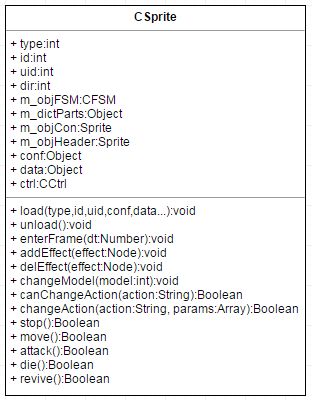 CSprite
+ type:int
+ id:int
+ uid:int
+ dir:int
+ m_objFSM:CFSM
+ m_dictParts:Object
+ m_objCon:Sprite
+ m_objHeader:Sprite
+ conf:Object
+ data:Object
+ ctrl:CCtrl
+ load(type,id,uid,conf,data...):void
+ unload():void
+ enterFrame(dt:Number):void
+ addEffect(effect:Node):void
+ delEffect(effect:Node):void
+ changeModel(model:int):void
+ canChangeAction(action:String):Boolean
+ changeAction(action:String, params:Array):Boolean
+ stop():Boolean
+ move():Boolean
+ attack():Boolean
+ die():Boolean
+ revive():Boolean